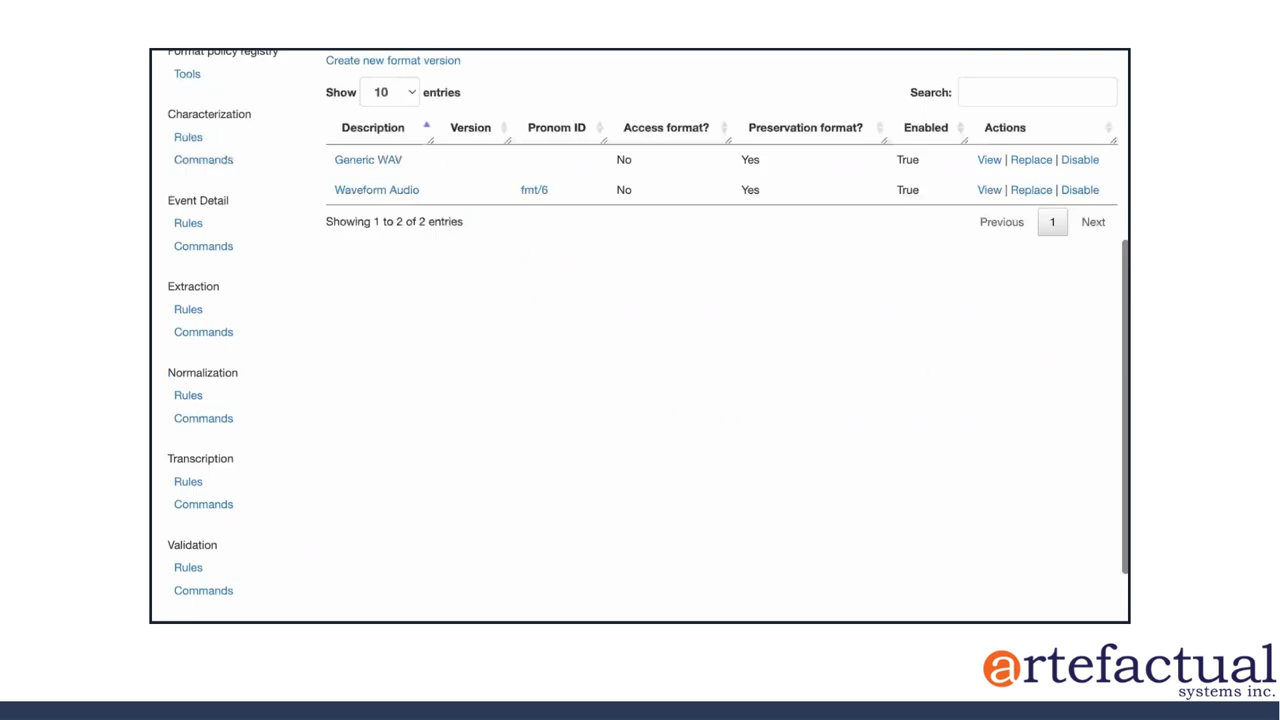 Format policy registry
Tools
Characterization
Rules
Commands
Event Detail
Rules
Commands
Extraction
Rules
Commands
Normalization
Rules
Commands
Transcription
Rules
Commands
Validation
Rules
Commands
Create new format version
Show 10 entries
Search:
Description Version Pronom ID Access format? Preservation format? Enabled Actions
Generic WAV No Yes True View | Replace | Disable
Waveform Audio fmt/6 No Yes True View | Replace | Disable
Showing 1 to 2 of 2 entries
Previous 1 Next
artefactual
systems inc.